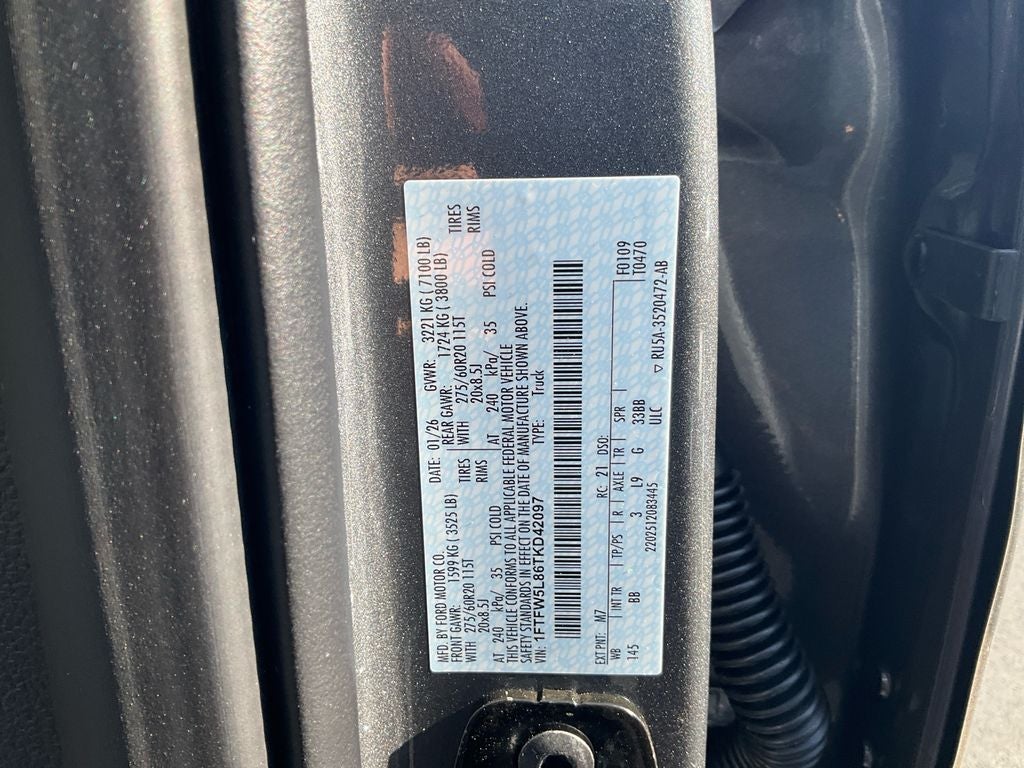 MFD. BY FORD MOTOR CO.
DATE: 01/26 GVWR: 3221 KG ( 7100 LB)
FRONT GAWR: 1599 KG ( 3525 LB) REAR GAWR: 1724 KG ( 3800 LB)
WITH 275/60R20 115T TIRES WITH 275/60R20 115T TIRES
20x8.5J RIMS 20x8.5J RIMS
AT 240 kPa/ 35 PSI COLD AT 240 kPa/ 35 PSI COLD
THIS VEHICLE CONFORMS TO ALL APPLICABLE FEDERAL MOTOR VEHICLE
SAFETY STANDARDS IN EFFECT ON THE DATE OF MANUFACTURE SHOWN ABOVE.
VIN: 1FTFW5L86TKD42097 TYPE: Truck
EXT PNT: M7 RC: 21 DSO: F0109
WB INT TR TP/PS R AXLE TR SPR T0470
145 BB 3 L9 G 33BB
2202512083445 ULC
▽ RU5A-3520472-AB